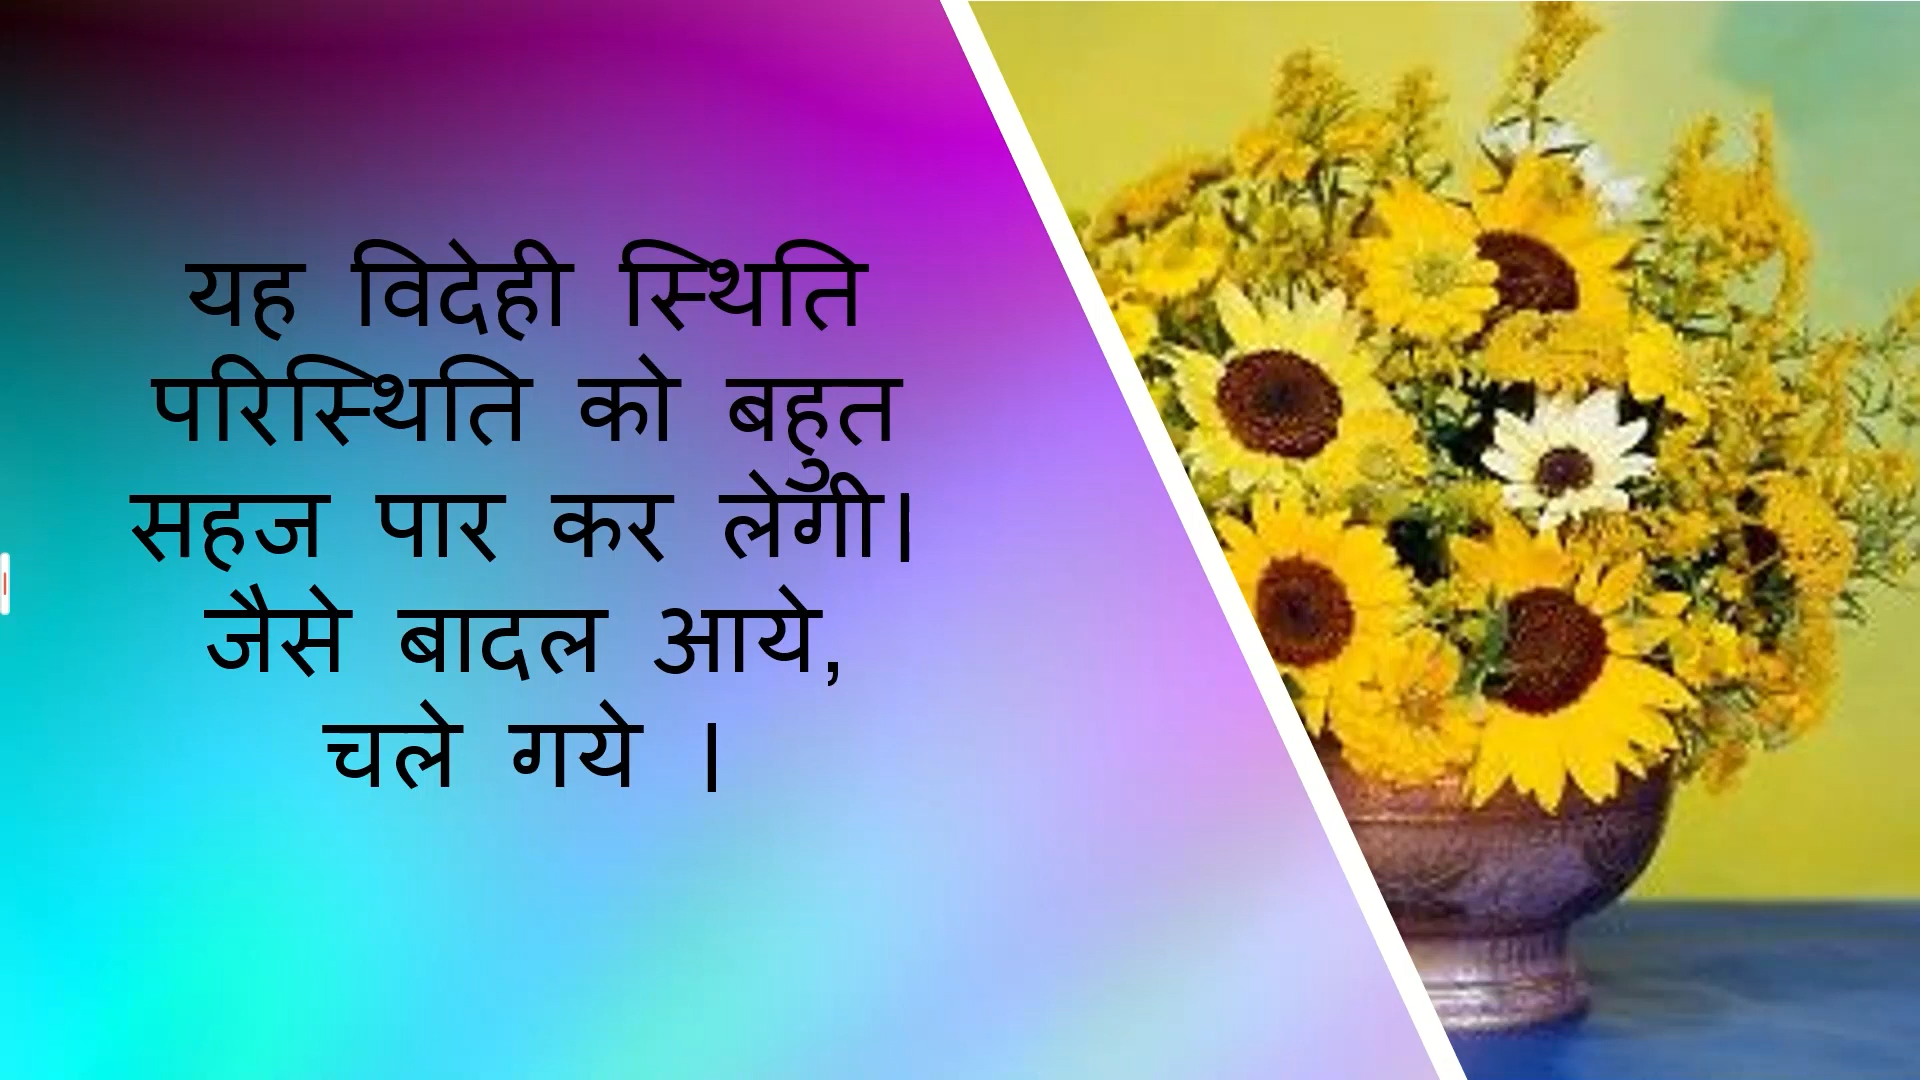 यह विदेही स्थिति
परिस्थिति को बहुत
सहज पार कर लेगी।
जैसे बादल आये,
चले गये ।